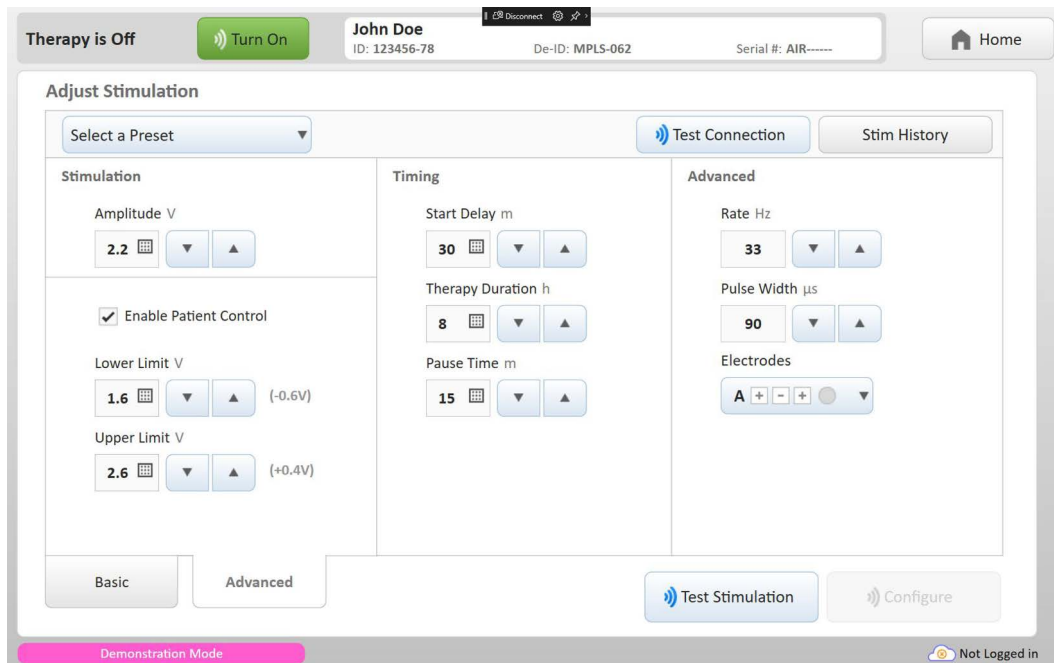 Disconnect
Therapy is Off
Turn On
John Doe
ID: 123456-78 De-ID: MPLS-062 Serial #: AIR------
Home
Adjust Stimulation
Select a Preset
Test Connection
Stim History
Stimulation
Amplitude V
2.2
Enable Patient Control
Lower Limit V
1.6 (-0.6V)
Upper Limit V
2.6 (+0.4V)
Timing
Start Delay m
30
Therapy Duration h
8
Pause Time m
15
Advanced
Rate Hz
33
Pulse Width µs
90
Electrodes
A + - +
Basic
Advanced
Test Stimulation
Configure
Demonstration Mode
Not Logged in